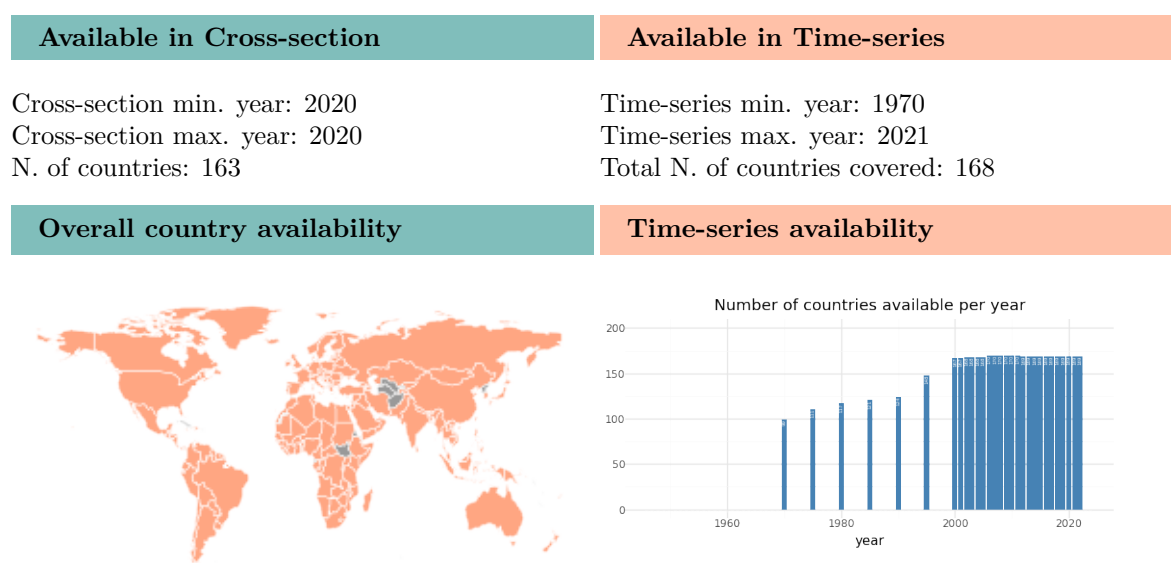 Available in Cross-section
Available in Time-series
Cross-section min. year: 2020
Cross-section max. year: 2020
N. of countries: 163
Time-series min. year: 1970
Time-series max. year: 2021
Total N. of countries covered: 168
Overall country availability
Time-series availability
Number of countries available per year
200
150
100
50
0
1960 1980 2000 2020
year